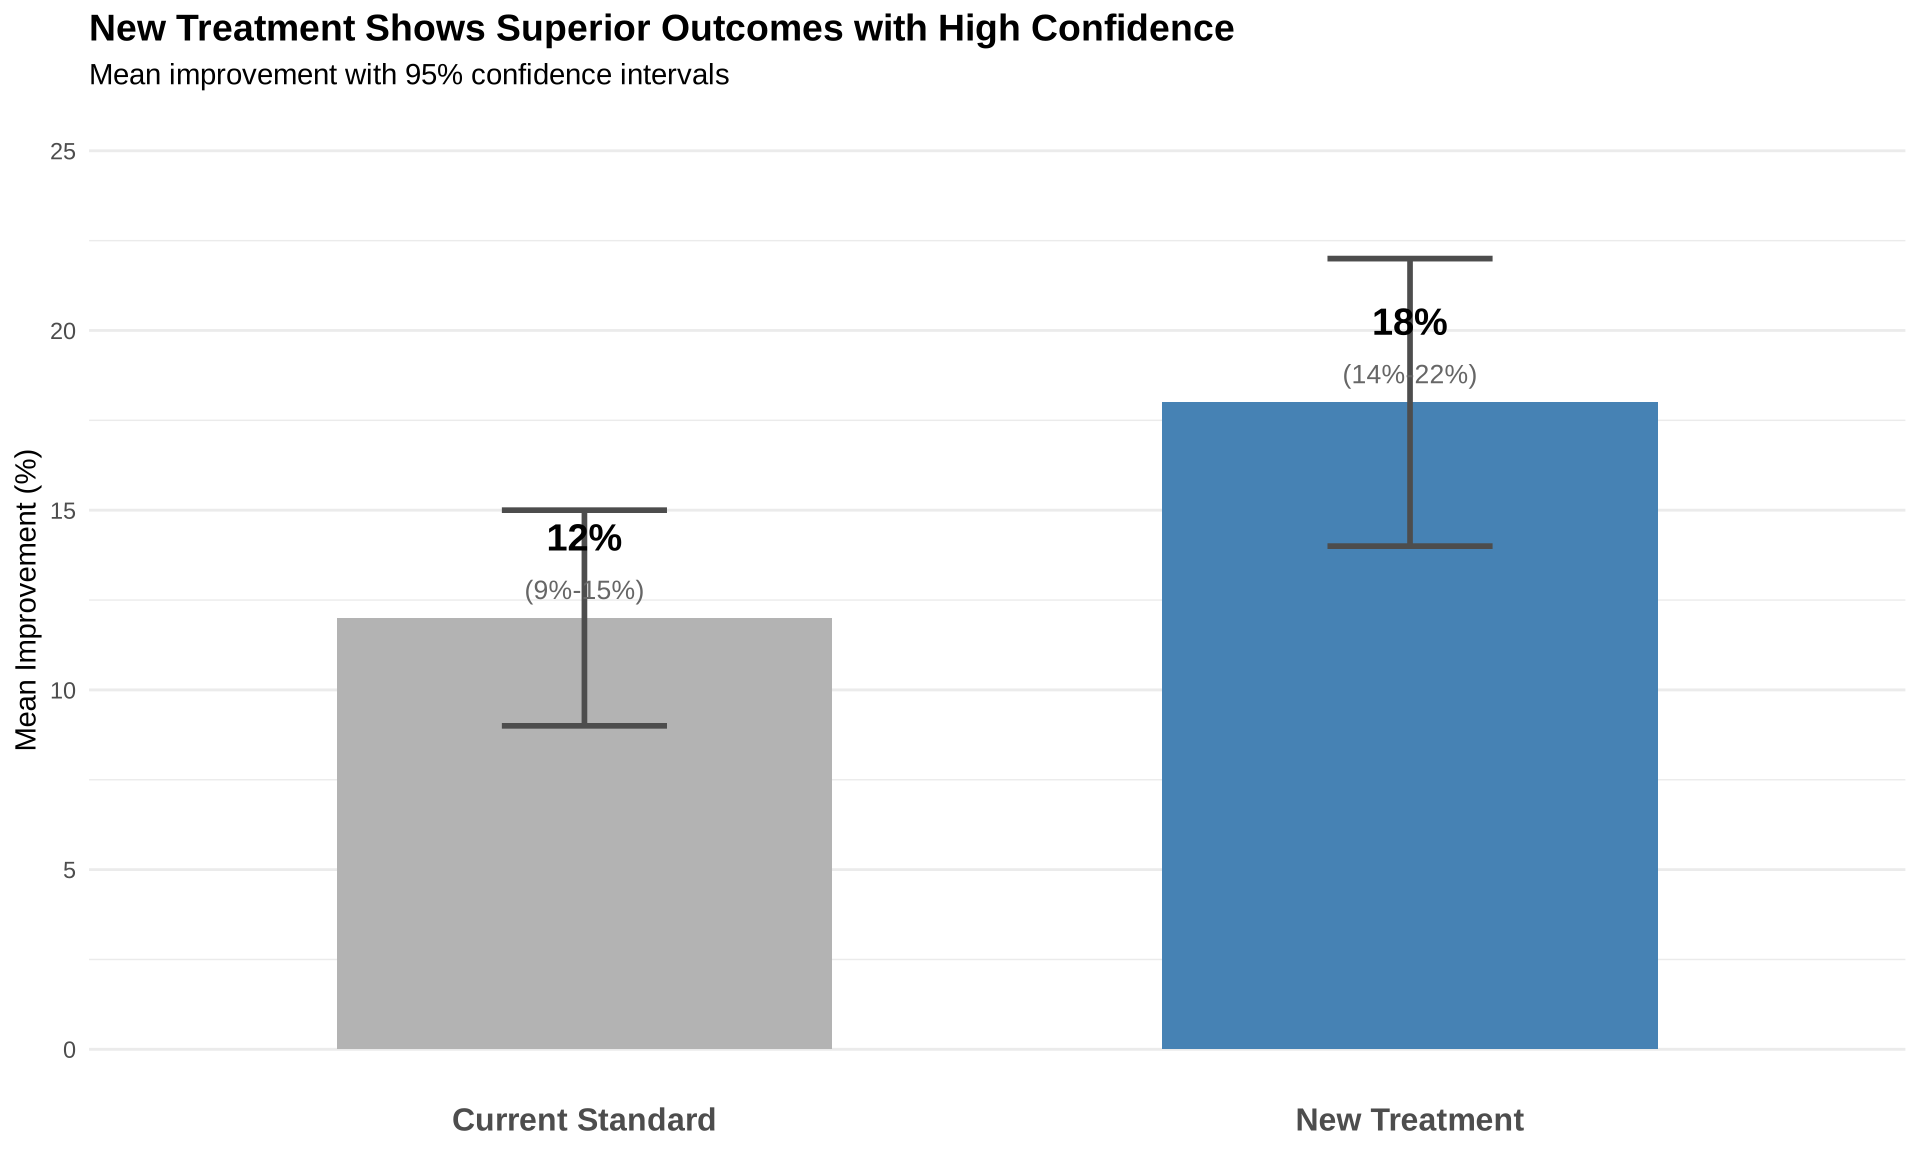 New Treatment Shows Superior Outcomes with High Confidence
Mean improvement with 95% confidence intervals
Mean Improvement (%)
25
20
15
10
5
0
12%
(9%-15%)
18%
(14%-22%)
Current Standard
New Treatment